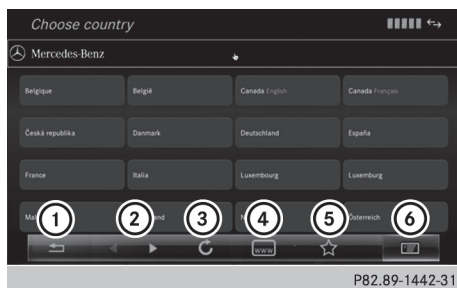 Choose country
Mercedes-Benz
Belgique België Canada English Canada Français
Česká republika Danmark Deutschland España
France Italia Luxembourg Luxemburg
Österreich
1 2 3 4 5 6
www
P82.89-1442-31